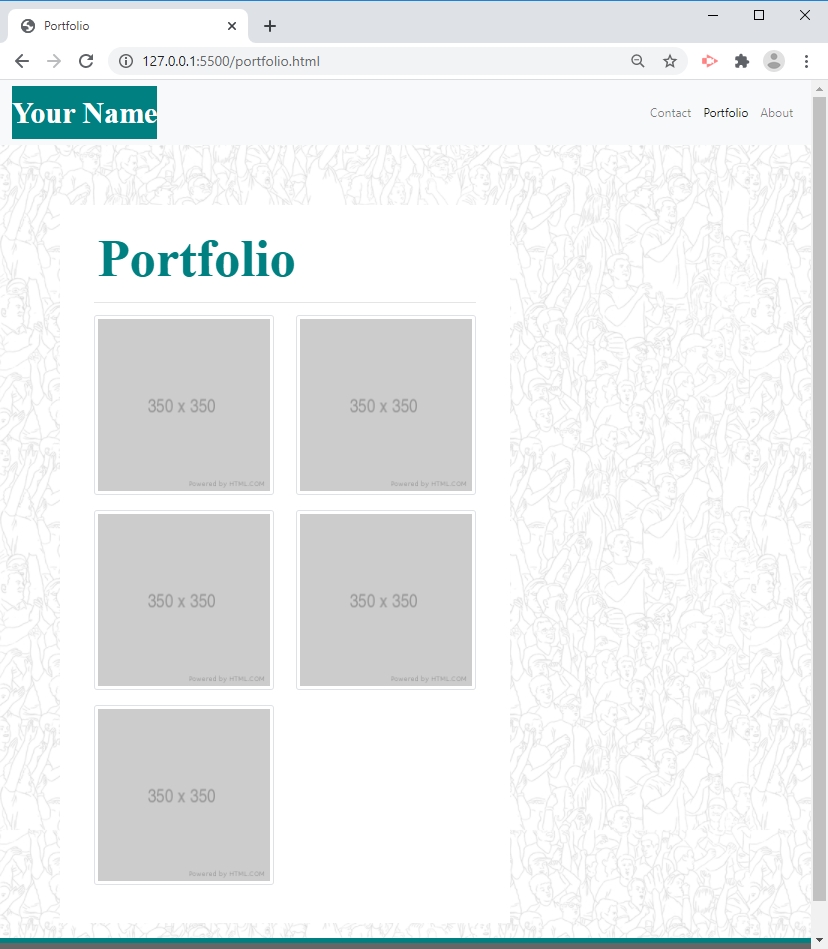 Portfolio
127.0.0.1:5500/portfolio.html
Your Name
Contact Portfolio About
Portfolio
350 x 350
Powered by HTML.COM
350 x 350
Powered by HTML.COM
350 x 350
Powered by HTML.COM
350 x 350
Powered by HTML.COM
350 x 350
Powered by HTML.COM